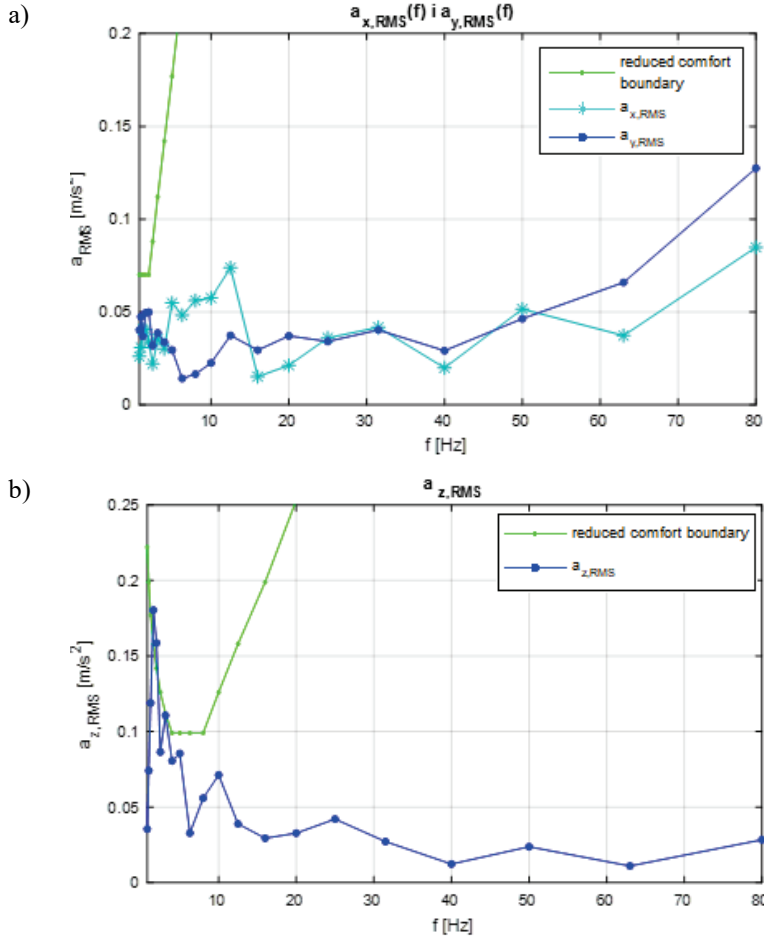 a)
a x,RMS (f) i a y,RMS (f)
0.2
0.15
0.1
0.05
0
a RMS [m/s²]
reduced comfort
boundary
a x,RMS
a y,RMS
10 20 30 40 50 60 70 80
f [Hz]
b)
a z,RMS
0.25
0.2
0.15
0.1
0.05
0
a z,RMS [m/s²]
reduced comfort boundary
a z,RMS
10 20 30 40 50 60 70 80
f [Hz]